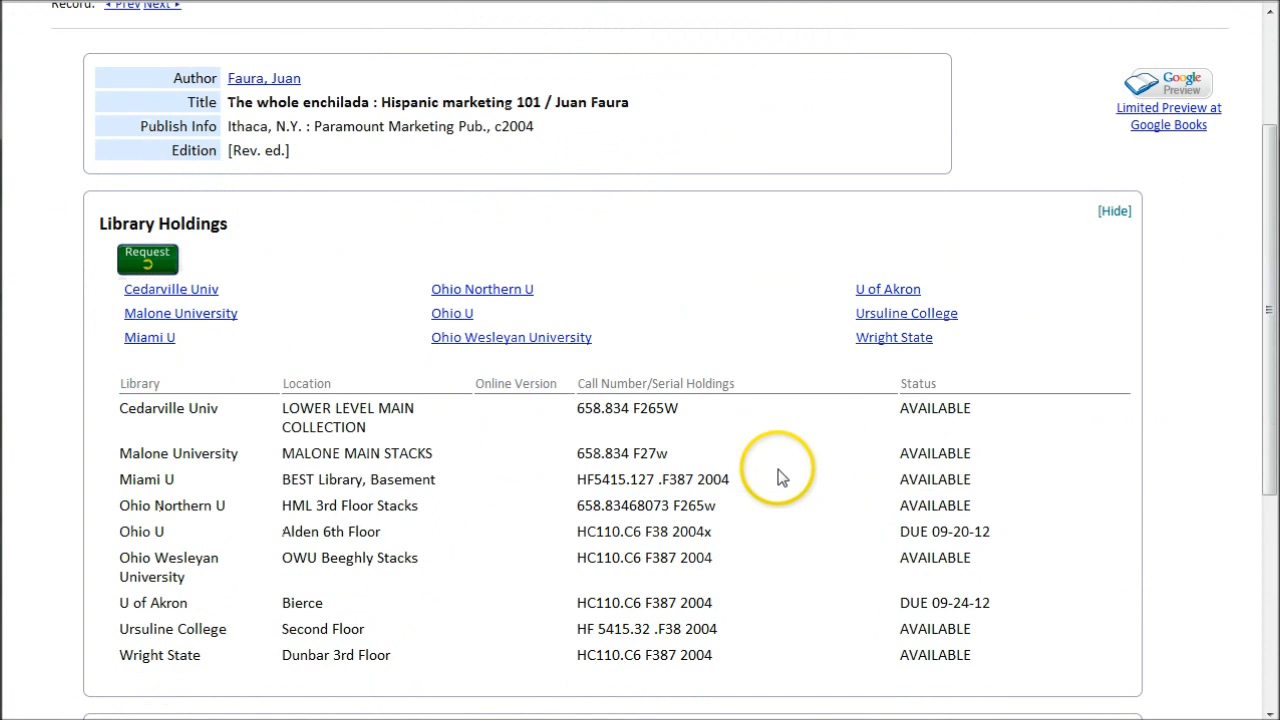 Record: Prev Next
Author Faura, Juan
Title The whole enchilada : Hispanic marketing 101 / Juan Faura
Publish Info Ithaca, N.Y. : Paramount Marketing Pub., c2004
Edition [Rev. ed.]
Google
Preview
Limited Preview at
Google Books
Library Holdings
[Hide]
Request
Cedarville Univ Ohio Northern U U of Akron
Malone University Ohio U Ursuline College
Miami U Ohio Wesleyan University Wright State
Library Location Online Version Call Number/Serial Holdings Status
Cedarville Univ LOWER LEVEL MAIN 658.834 F265W AVAILABLE
COLLECTION
Malone University MALONE MAIN STACKS 658.834 F27w AVAILABLE
Miami U BEST Library, Basement HF5415.127 .F387 2004 AVAILABLE
Ohio Northern U HML 3rd Floor Stacks 658.83468073 F265w AVAILABLE
Ohio U Alden 6th Floor HC110.C6 F38 2004x DUE 09-20-12
Ohio Wesleyan OWU Beeghly Stacks HC110.C6 F387 2004 AVAILABLE
University
U of Akron Bierce HC110.C6 F387 2004 DUE 09-24-12
Ursuline College Second Floor HF 5415.32 .F38 2004 AVAILABLE
Wright State Dunbar 3rd Floor HC110.C6 F387 2004 AVAILABLE